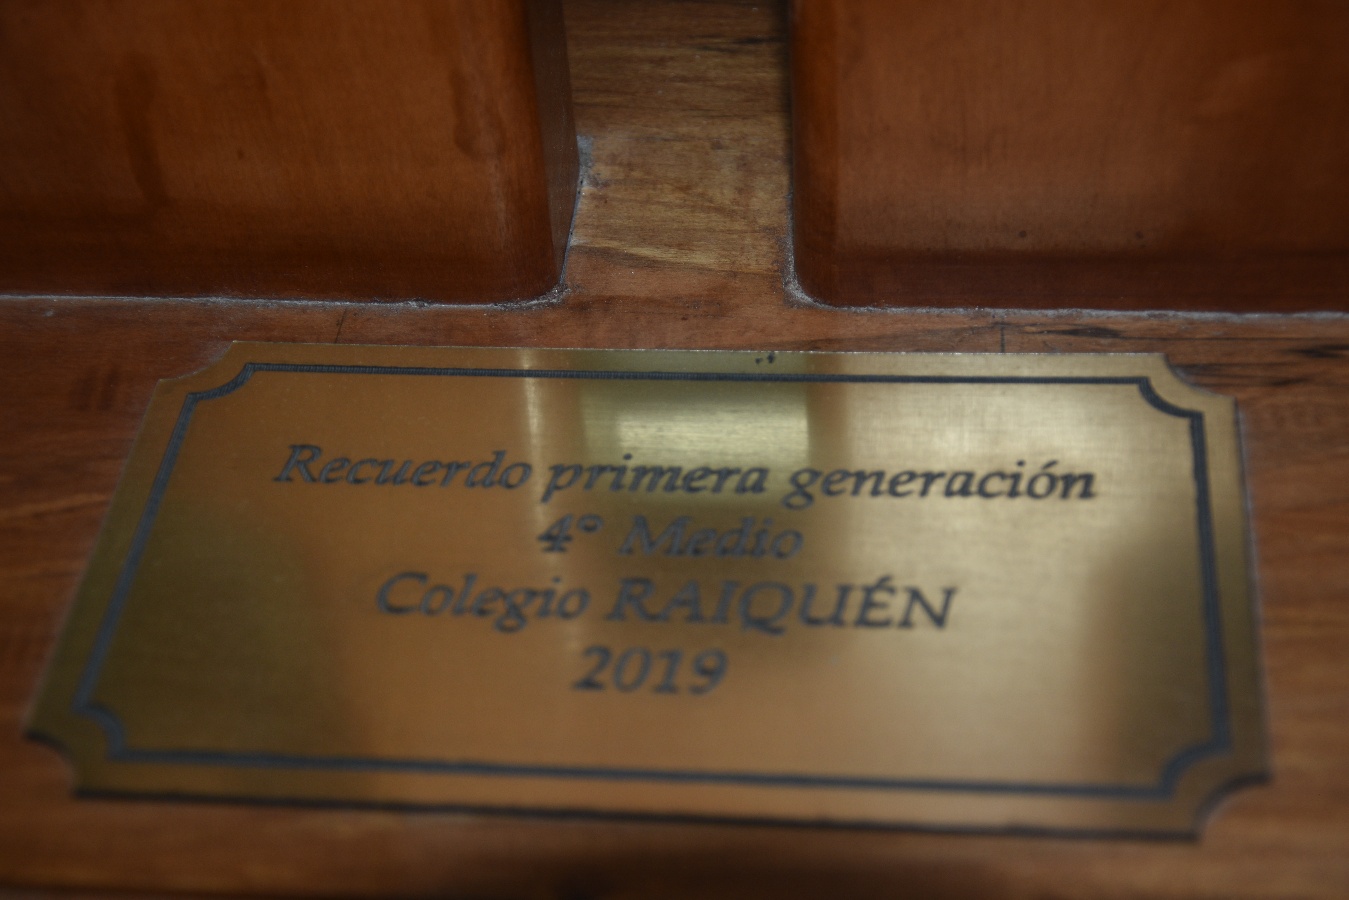 Recuerdo primera generación
4° Medio
Colegio RAIQUÉN
2019